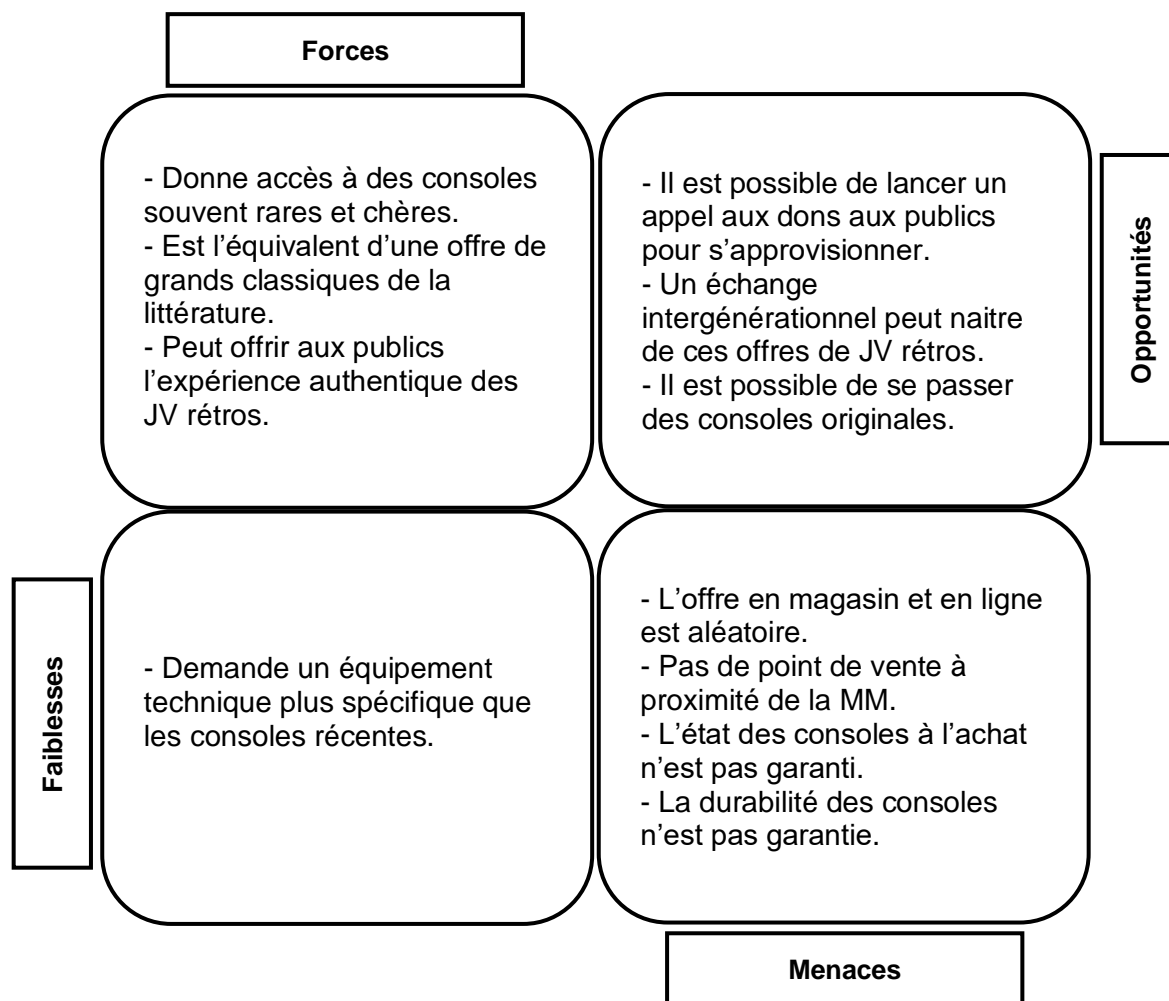 Forces
- Donne accès à des consoles
souvent rares et chères.
- Est l’équivalent d’une offre de
grands classiques de la
littérature.
- Peut offrir aux publics
l’expérience authentique des
JV rétros.
- Il est possible de lancer un
appel aux dons aux publics
pour s’approvisionner.
- Un échange
intergénérationnel peut naitre
de ces offres de JV rétros.
- Il est possible de se passer
des consoles originales.
Opportunités
Faiblesses
- Demande un équipement
technique plus spécifique que
les consoles récentes.
- L’offre en magasin et en ligne
est aléatoire.
- Pas de point de vente à
proximité de la MM.
- L’état des consoles à l’achat
n’est pas garanti.
- La durabilité des consoles
n’est pas garantie.
Menaces